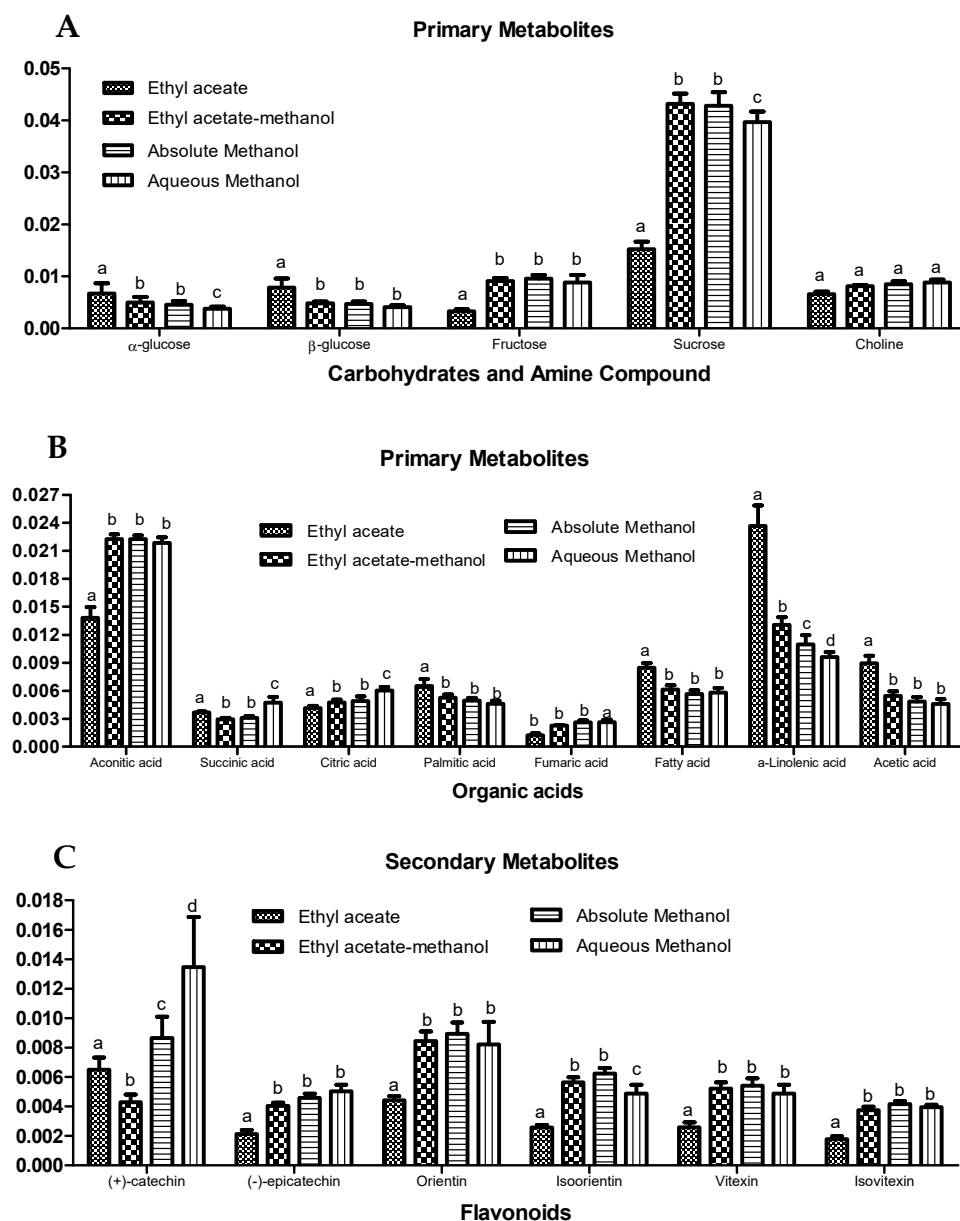 A
Primary Metabolites
0.05
0.04
0.03
0.02
0.01
0.00
Ethyl aceate
Ethyl acetate-methanol
Absolute Methanol
Aqueous Methanol
a b b c
a b b b
a b b b
a b b c
a a a a
α-glucose β-glucose Fructose Sucrose Choline
Carbohydrates and Amine Compound
B
Primary Metabolites
0.027
0.024
0.021
0.018
0.015
0.012
0.009
0.006
0.003
0.000
Ethyl aceate
Ethyl acetate-methanol
Absolute Methanol
Aqueous Methanol
a b b b
a b b c
a b b c
a b b b
b b b a
a b b b
a b c d
a b b b
Aconitic acid Succinic acid Citric acid Palmitic acid Fumaric acid Fatty acid a-Linolenic acid Acetic acid
Organic acids
C
Secondary Metabolites
0.018
0.016
0.014
0.012
0.010
0.008
0.006
0.004
0.002
0.000
Ethyl aceate
Ethyl acetate-methanol
Absolute Methanol
Aqueous Methanol
a b c d
a b b b
a b b b
a b b c
a b b b
a b b b
(+)-catechin (-)-epicatechin Orientin Isoorientin Vitexin Isovitexin
Flavonoids